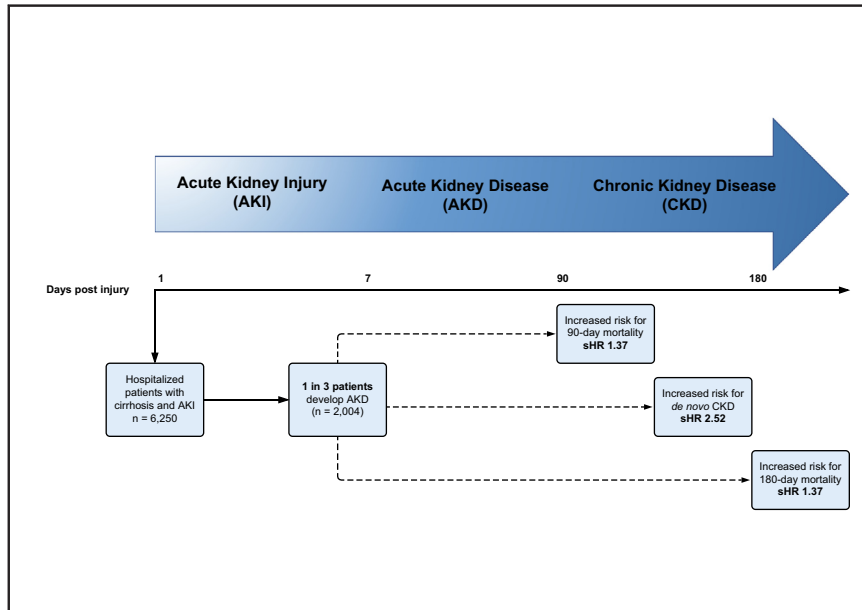 Acute Kidney Injury
(AKI)
Acute Kidney Disease
(AKD)
Chronic Kidney Disease
(CKD)
Days post injury
1
7
90
180
Increased risk for
90-day mortality
sHR 1.37
Hospitalized
patients with
cirrhosis and AKI
n = 6,250
1 in 3 patients
develop AKD
(n = 2,004)
Increased risk for
de novo CKD
sHR 2.52
Increased risk for
180-day mortality
sHR 1.37